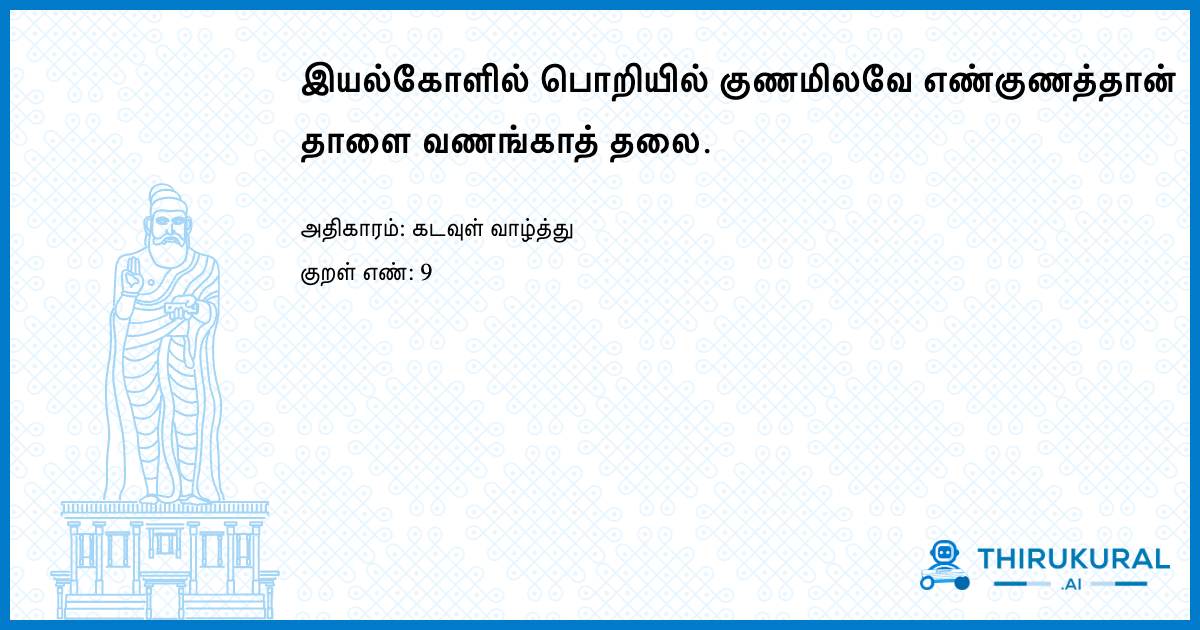 இயல்கோளில் பொறியில் குணமிலவே எண்குணத்தான்
தாளை வணங்காத் தலை.
அதிகாரம்: கடவுள் வாழ்த்து
குறள் எண்: 9
THIRUKURAL
.AI